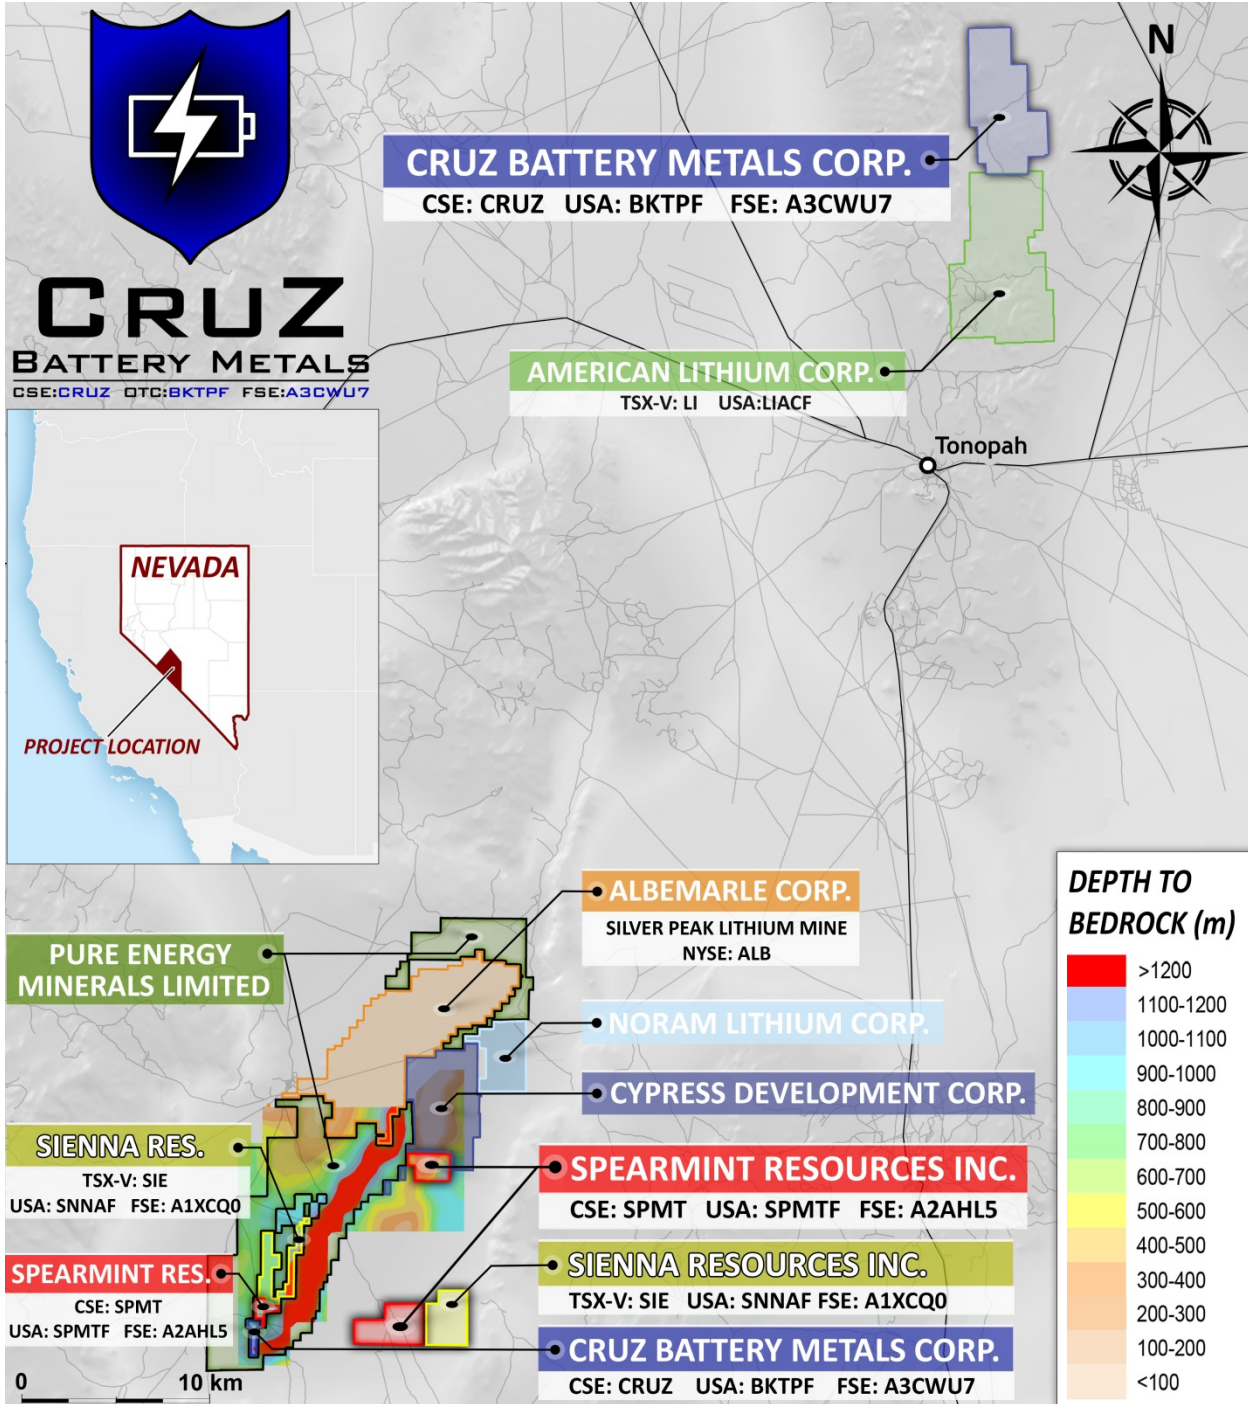 N
CRUZ BATTERY METALS CORP.
CSE: CRUZ USA: BKTPF FSE: A3CWU7
CRUZ
BATTERY METALS
CSE:CRUZ OTC:BKTPF FSE:A3CWU7
AMERICAN LITHIUM CORP.
TSX-V: LI USA:LIACF
Tonopah
NEVADA
PROJECT LOCATION
ALBEMARLE CORP.
SILVER PEAK LITHIUM MINE
NYSE: ALB
PURE ENERGY
MINERALS LIMITED
NORAM LITHIUM CORP.
CYPRESS DEVELOPMENT CORP.
SIENNA RES.
TSX-V: SIE
USA: SNNAF FSE: A1XCQ0
SPEARMINT RESOURCES INC.
CSE: SPMT USA: SPMTF FSE: A2AHL5
SPEARMINT RES.
CSE: SPMT
USA: SPMTF FSE: A2AHL5
SIENNA RESOURCES INC.
TSX-V: SIE USA: SNNAF FSE: A1XCQ0
CRUZ BATTERY METALS CORP.
CSE: CRUZ USA: BKTPF FSE: A3CWU7
0 10 km
DEPTH TO
BEDROCK (m)
>1200
1100-1200
1000-1100
900-1000
800-900
700-800
600-700
500-600
400-500
300-400
200-300
100-200
<100